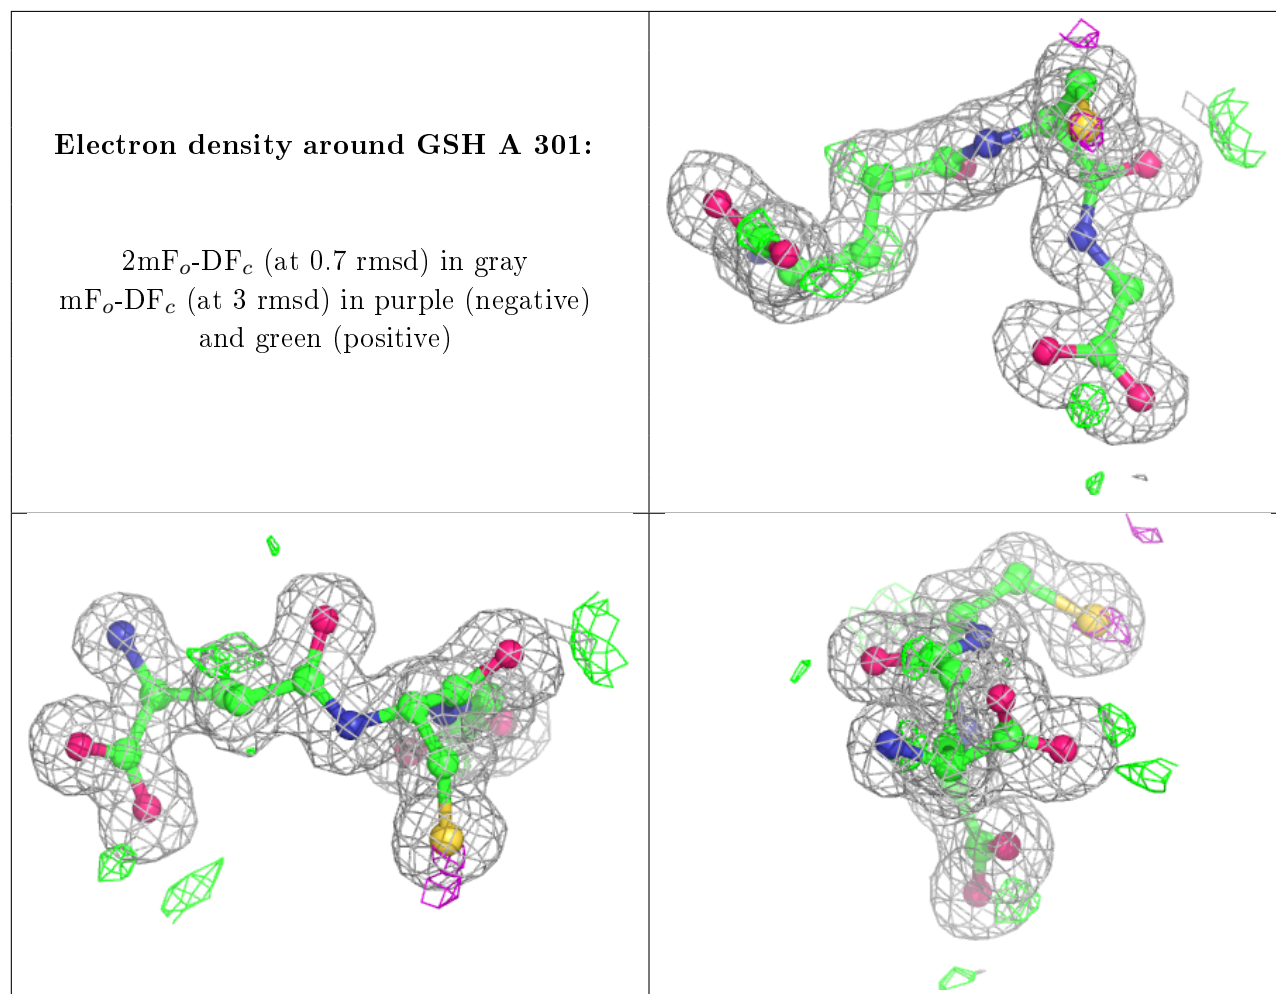 Electron density around GSH A 301:
2mFo-DFc (at 0.7 rmsd) in gray
mFo-DFc (at 3 rmsd) in purple (negative)
and green (positive)